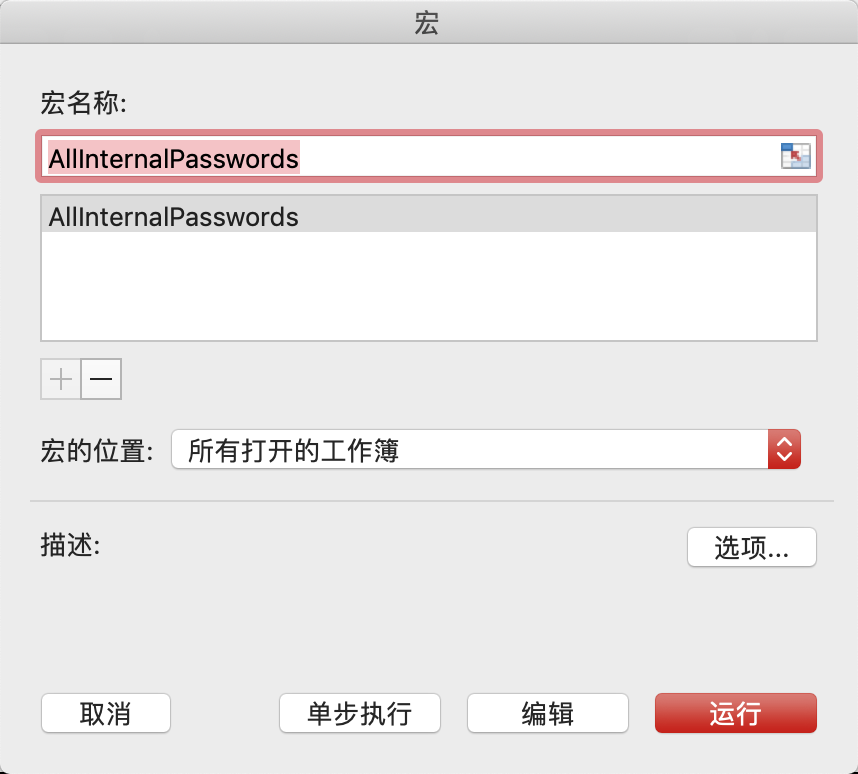 宏
宏名称:
AllInternalPasswords
AllInternalPasswords
宏的位置: 所有打开的工作簿
描述:
选项...
取消 单步执行 编辑 运行